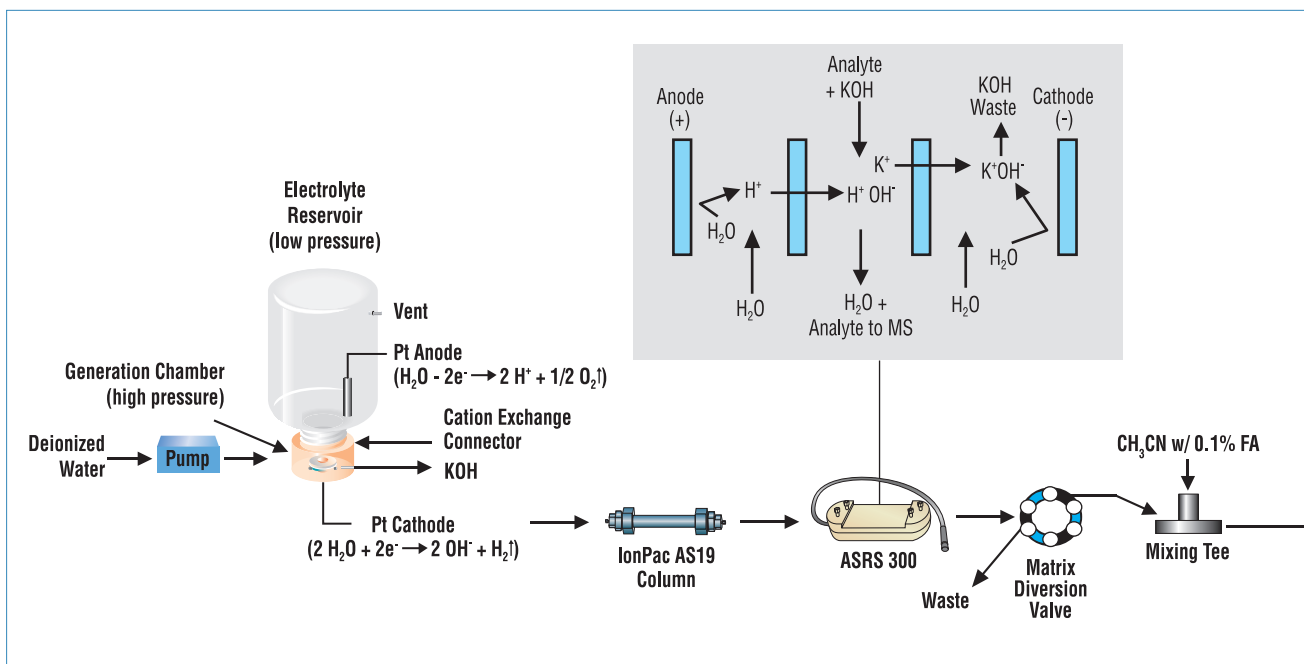 Analyte
+ KOH
Anode
(+)
KOH
Waste
Cathode
(-)
K⁺
K⁺OH⁻
H⁺
H⁺ OH⁻
H₂O
H₂O
H₂O
H₂O +
Analyte to MS
H₂O
Electrolyte
Reservoir
(low pressure)
Vent
Pt Anode
(H₂O - 2e⁻ → 2 H⁺ + 1/2 O₂↑)
Generation Chamber
(high pressure)
Cation Exchange
Connector
Deionized
Water
Pump
KOH
Pt Cathode
(2 H₂O + 2e⁻ → 2 OH⁻ + H₂↑)
IonPac AS19
Column
ASRS 300
Waste
Matrix
Diversion
Valve
CH₃CN w/ 0.1% FA
Mixing Tee